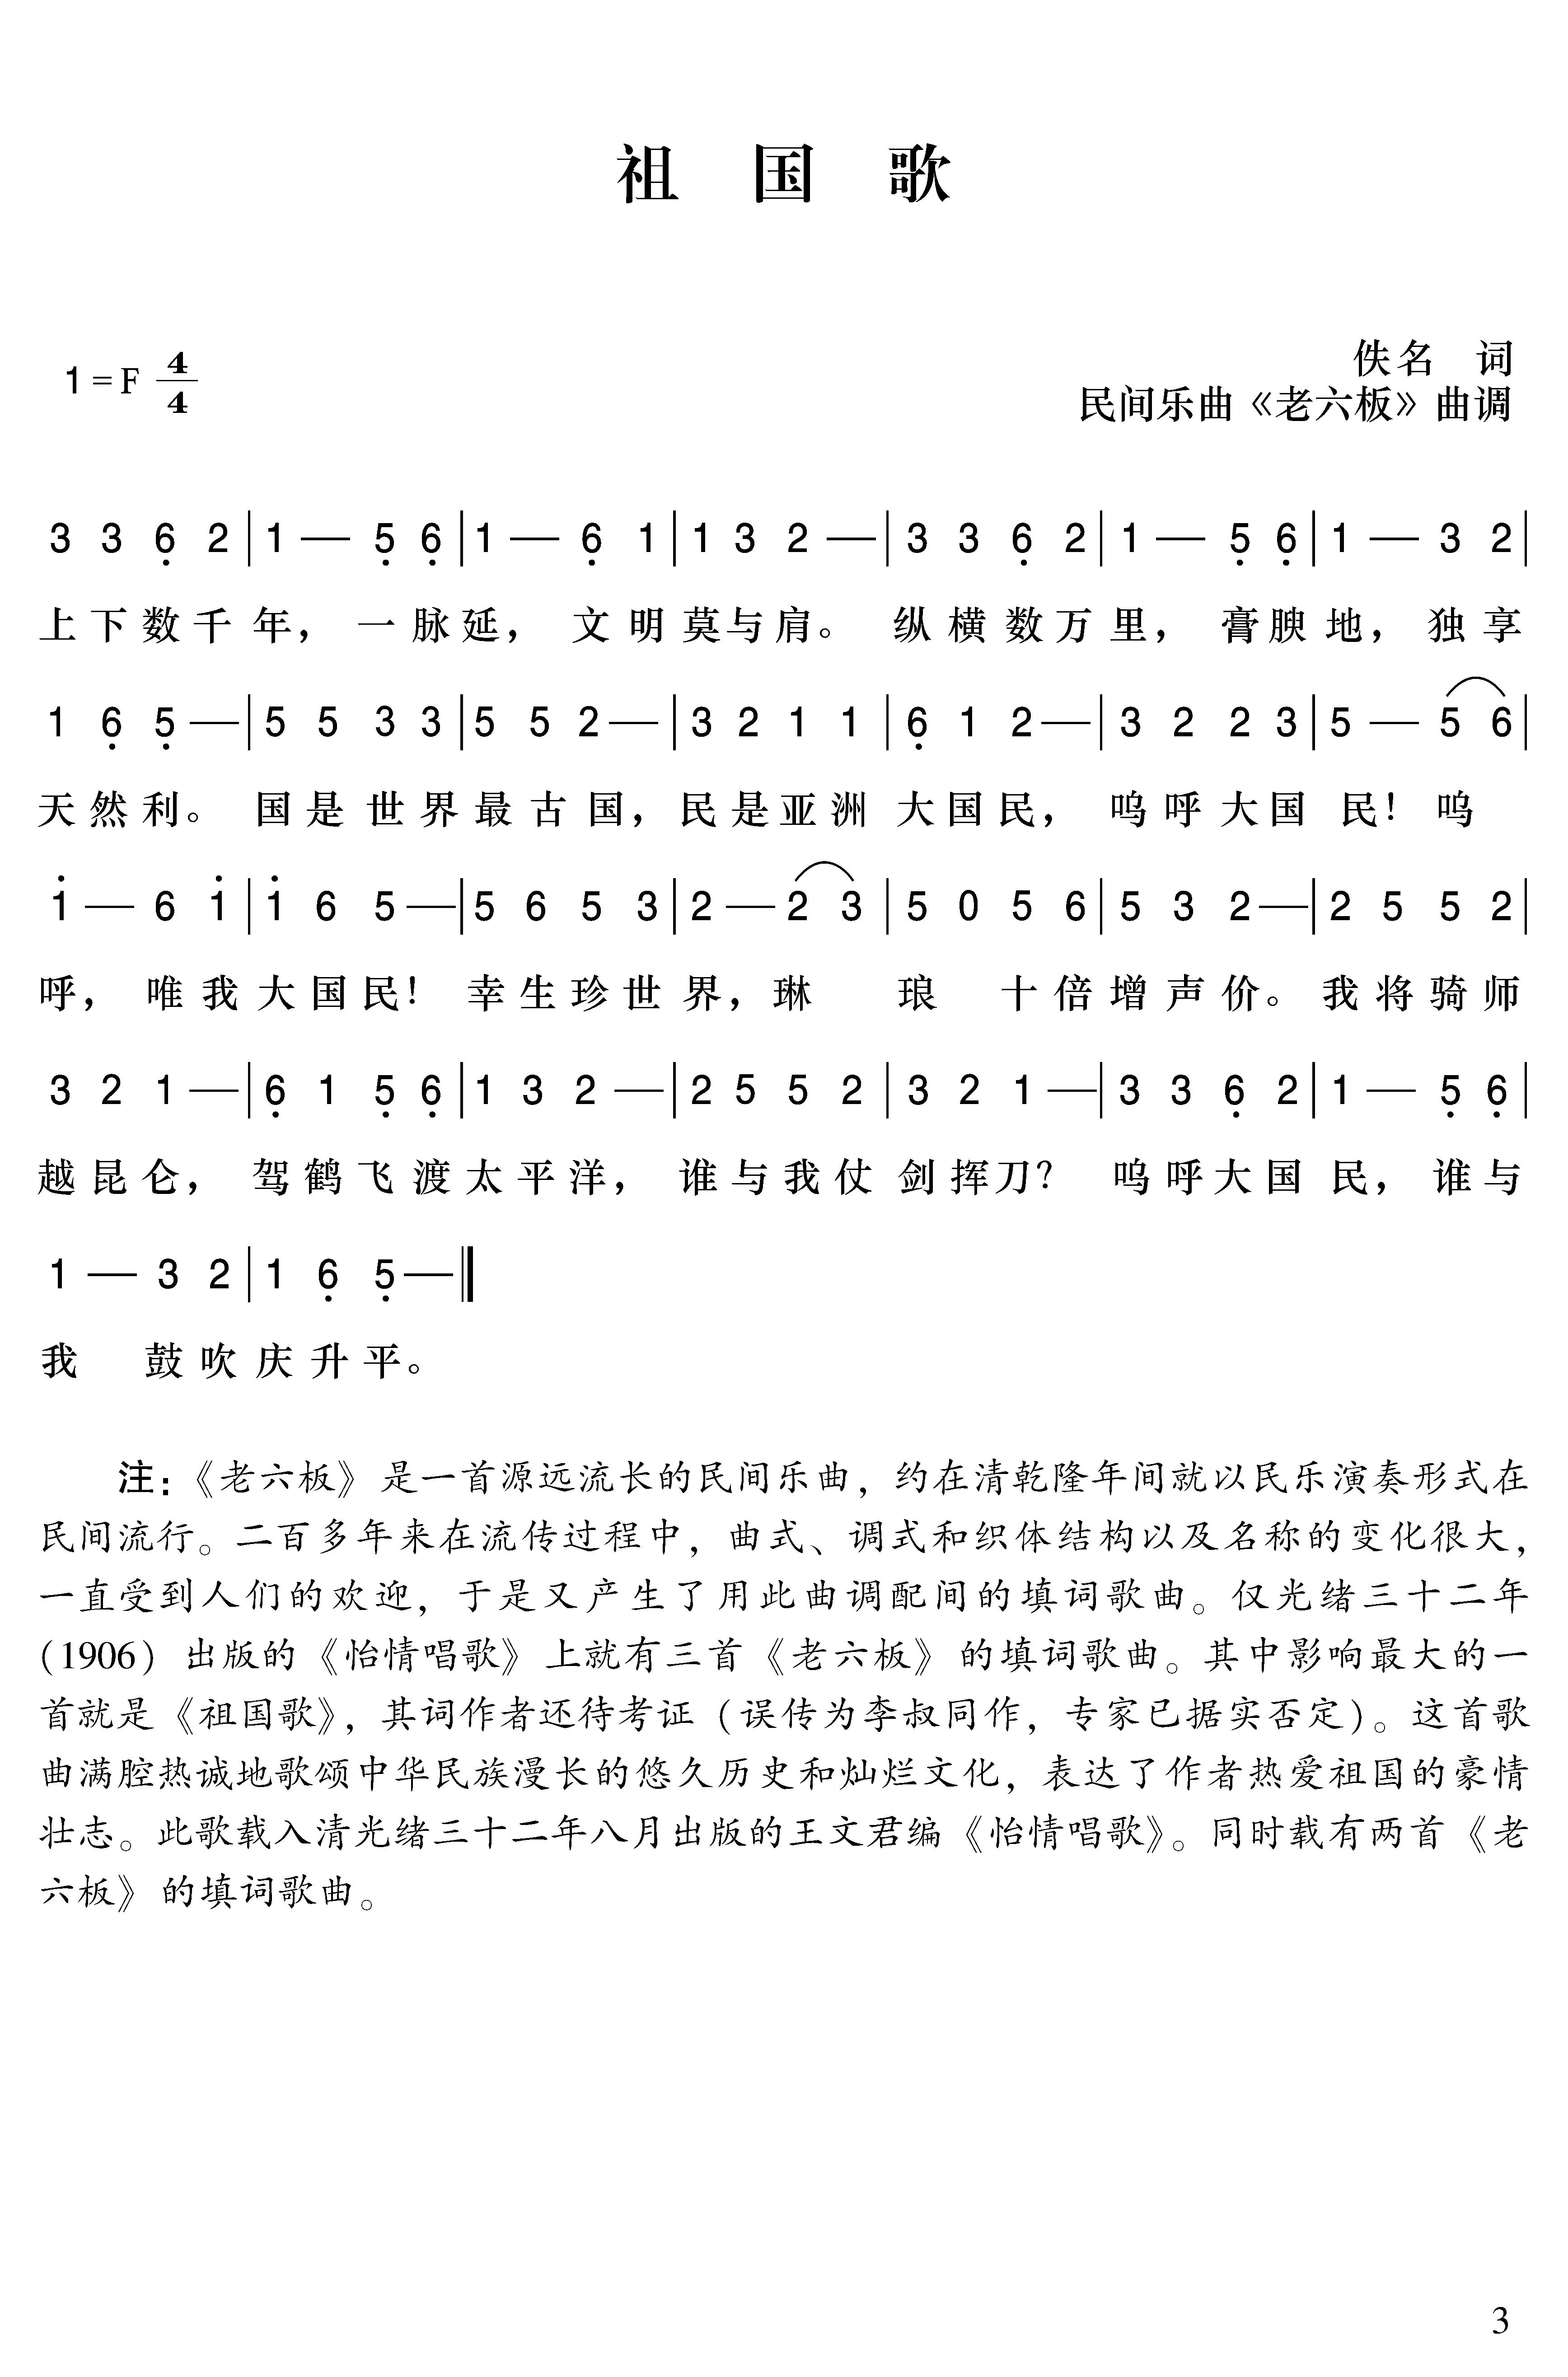 祖 国 歌
1=F 4/4
佚名 词
民间乐曲《老六板》曲调
3 3 6̣ 2 | 1 — 5̣ 6̣ | 1 — 6̣ 1 | 1 3 2 — | 3 3 6̣ 2 | 1 — 5̣ 6̣ | 1 — 3 2 |
上下数千年， 一脉延， 文明莫与肩。 纵横数万里， 膏腴地， 独享
1 6̣ 5̣ — | 5 5 3 3 | 5 5 2 — | 3 2 1 1 | 6̣ 1 2 — | 3 2 2 3 | 5 — 5 6 |
天然利。 国是世界最古国，民是亚洲大国民， 呜呼大国民！ 呜
1̇ — 6 1̇ | 1̇ 6 5 — | 5 6 5 3 | 2 — 2 3 | 5 0 5 6 | 5 3 2 — | 2 5 5 2 |
呼， 唯我大国民！ 幸生珍世界，琳 琅 十倍增声价。我将骑师
3 2 1 — | 6̣ 1 5̣ 6̣ | 1 3 2 — | 2 5 5 2 | 3 2 1 — | 3 3 6̣ 2 | 1 — 5̣ 6̣ |
越昆仑， 驾鹤飞渡太平洋， 谁与我仗剑挥刀？ 呜呼大国民，谁与
1 — 3 2 | 1 6̣ 5̣ — ‖
我 鼓吹庆升平。
注：《老六板》是一首源远流长的民间乐曲，约在清乾隆年间就以民乐演奏形式在
民间流行。二百多年来在流传过程中，曲式、调式和织体结构以及名称的变化很大，
一直受到人们的欢迎，于是又产生了用此曲调配间的填词歌曲。仅光绪三十二年
(1906）出版的《怡情唱歌》上就有三首《老六板》的填词歌曲。其中影响最大的一
首就是《祖国歌》，其词作者还待考证（误传为李叔同作，专家已据实否定）。这首歌
曲满腔热诚地歌颂中华民族漫长的悠久历史和灿烂文化，表达了作者热爱祖国的豪情
壮志。此歌载入清光绪三十二年八月出版的王文君编《怡情唱歌》。同时载有两首《老
六板》的填词歌曲。
3